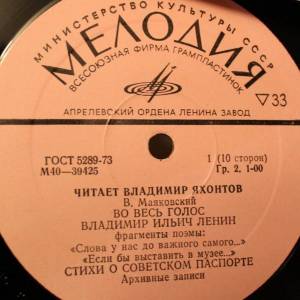 МИНИСТЕРСТВО КУЛЬТУРЫ СССР
МЕЛОДИЯ
ВСЕСОЮЗНАЯ ФИРМА ГРАМПЛАСТИНОК
АПРЕЛЕВСКИЙ ОРДЕНА ЛЕНИНА ЗАВОД
▽33
ГОСТ 5289-73
М40—39425
1 (10 сторон)
Гр. 2, 1-00
ЧИТАЕТ ВЛАДИМИР ЯХОНТОВ
В. Маяковский
ВО ВЕСЬ ГОЛОС
ВЛАДИМИР ИЛЬИЧ ЛЕНИН
фрагменты поэмы:
«Слова у нас до важного самого...»
«Если бы выставить в музее...»
СТИХИ О СОВЕТСКОМ ПАСПОРТЕ
Архивные записи